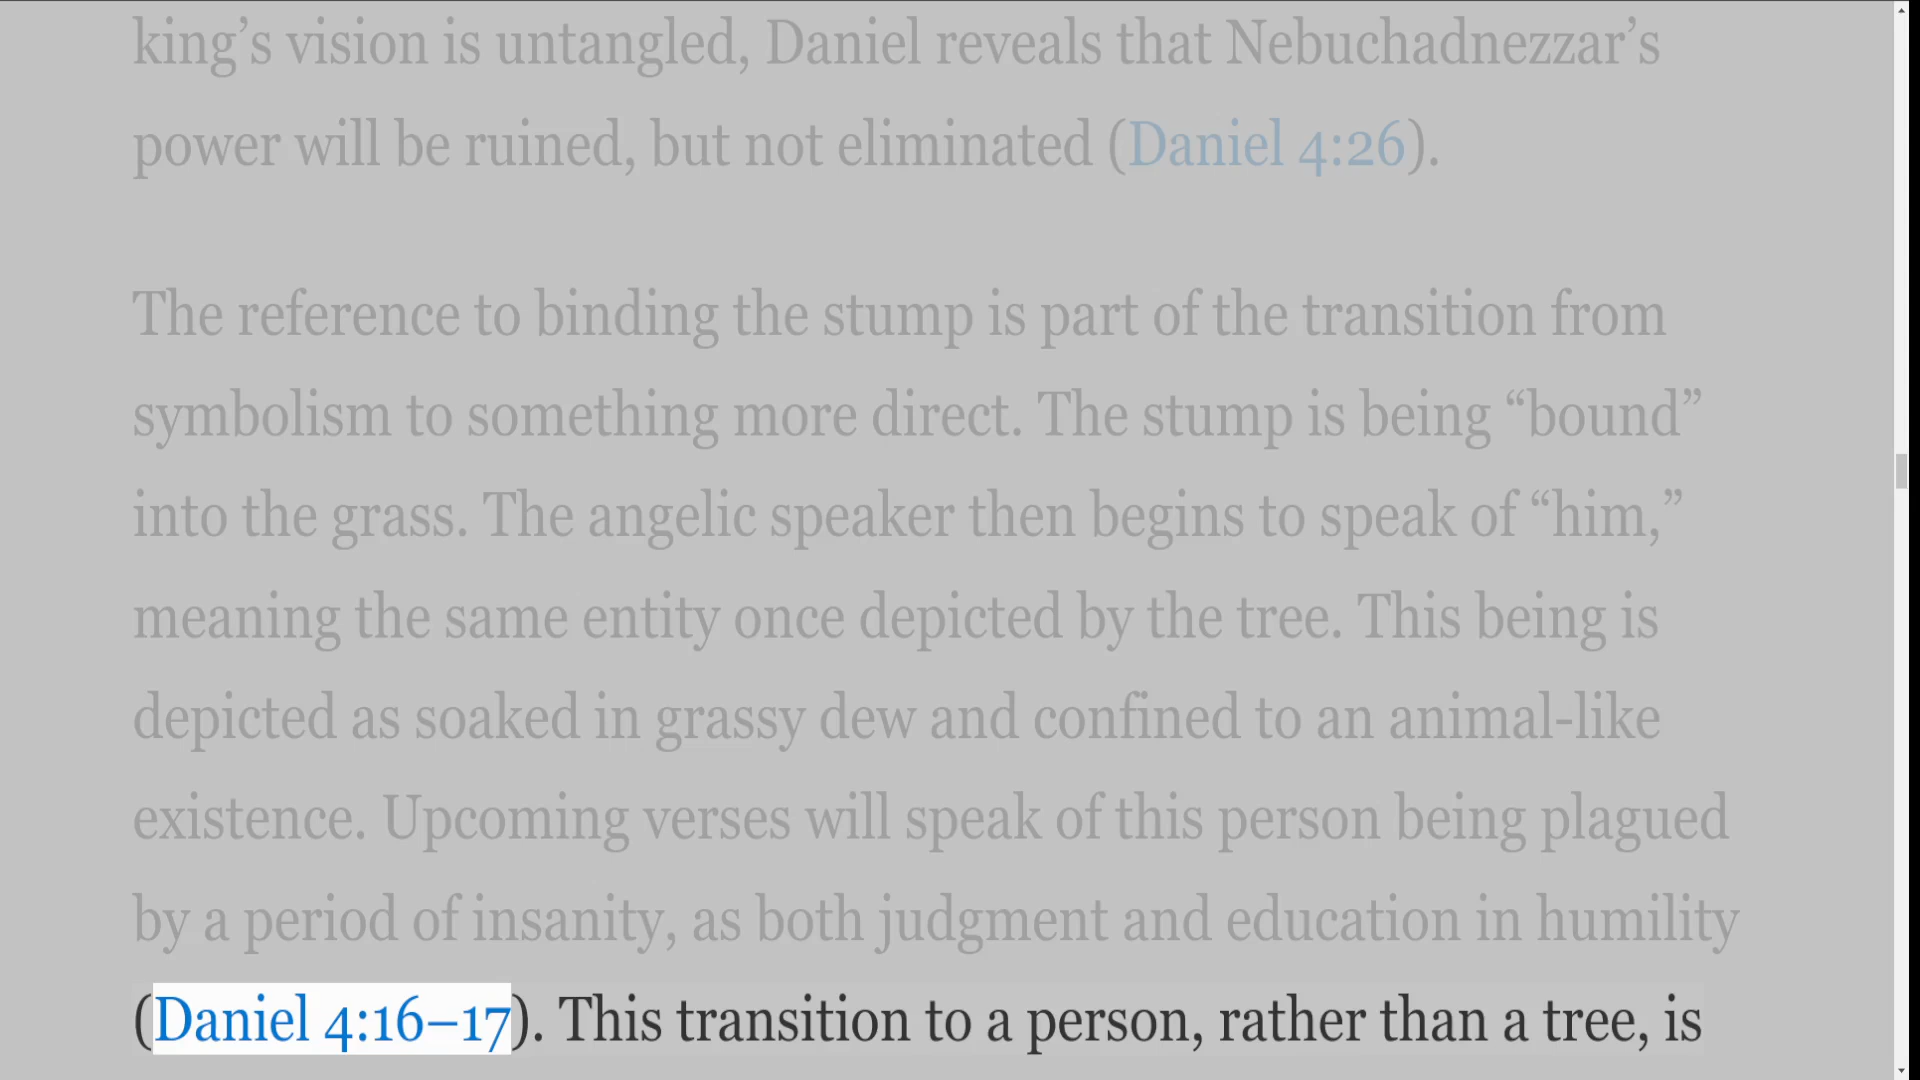 king’s vision is untangled, Daniel reveals that Nebuchadnezzar’s
power will be ruined, but not eliminated (Daniel 4:26).
The reference to binding the stump is part of the transition from
symbolism to something more direct. The stump is being “bound”
into the grass. The angelic speaker then begins to speak of “him,”
meaning the same entity once depicted by the tree. This being is
depicted as soaked in grassy dew and confined to an animal-like
existence. Upcoming verses will speak of this person being plagued
by a period of insanity, as both judgment and education in humility
(Daniel 4:16–17). This transition to a person, rather than a tree, is